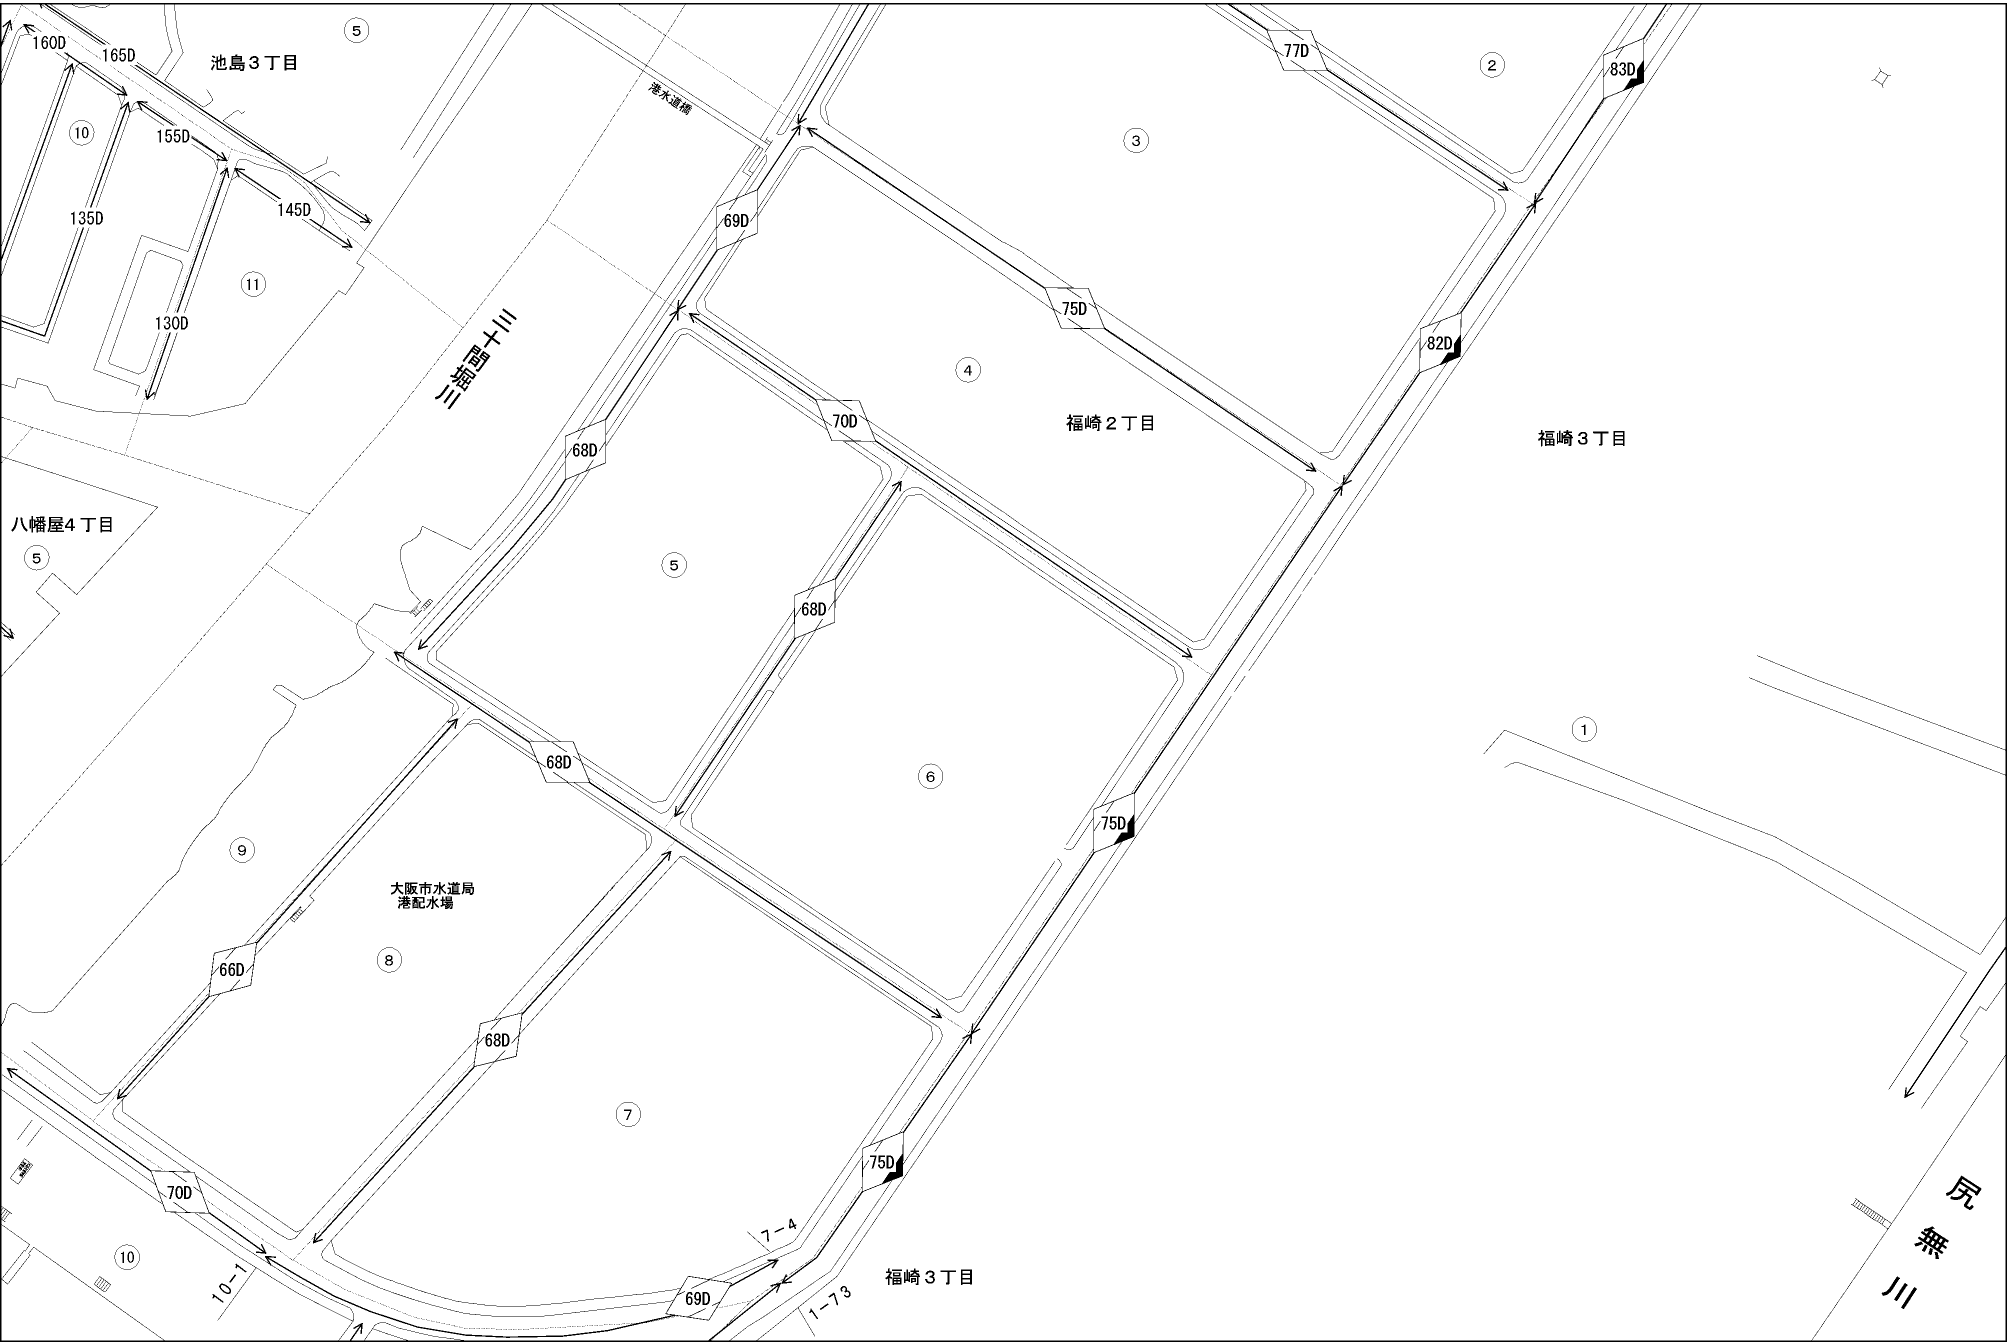 160D
165D
池島3丁目
5
港水道橋
77D
2
83D
10
155D
3
135D
145D
69D
11
130D
三十間堀川
75D
82D
4
70D
福崎2丁目
福崎3丁目
68D
八幡屋4丁目
5
5
68D
1
68D
6
75D
9
大阪市水道局
港配水場
8
66D
68D
7
75D
70D
7-4
10
10-1
69D
福崎3丁目
1-73
尻無川